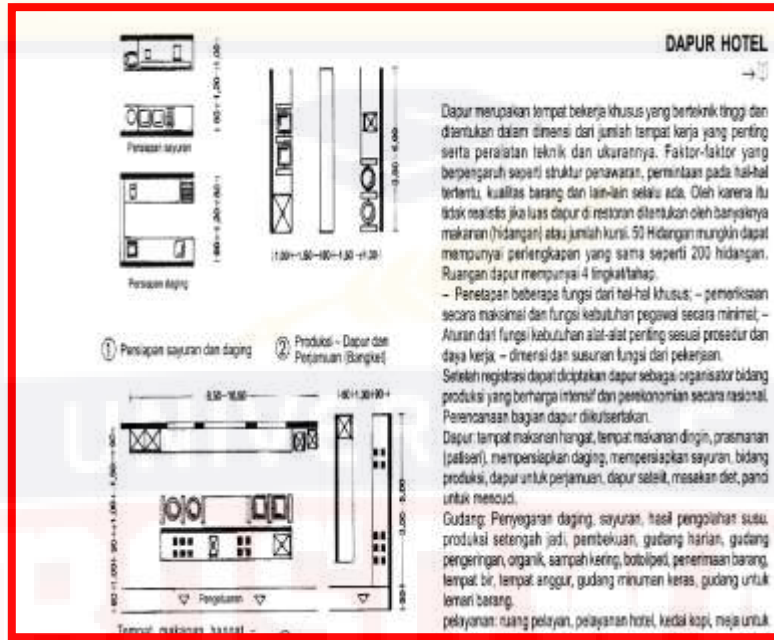 DAPUR HOTEL
Dapur merupakan tempat bekerja khusus yang berteknik tinggi dan
ditentukan dalam dimensi dari jumlah tempat kerja yang penting
serta peralatan teknik dan ukurannya. Faktor-faktor yang
berpengaruh seperti struktur penawaran, permintaan pada hal-hal
tertentu, kualitas barang dan lain-lain selalu ada. Oleh karena itu
tidak realistis jika luas dapur di restoran ditentukan oleh banyaknya
makanan (hidangan) atau jumlah kursi. 50 Hidangan mungkin dapat
mempunyai perlengkapan yang sama seperti 200 hidangan.
Ruangan dapur mempunyai 4 tingkat/tahap.
– Penetapan beberapa fungsi dari hal-hal khusus; – pemeriksaan
secara maksimal dan fungsi kebutuhan pegawai secara minimal; –
Aturan dari fungsi kebutuhan alat-alat penting sesuai prosedur dan
daya kerja; – dimensi dan susunan fungsi dari pekerjaan.
Setelah registrasi dapat diciptakan dapur sebagai organisator bidang
produksi yang berharga intensif dan perekonomian secara rasional.
Perencanaan bagian dapur diikutsertakan.
Dapur: tempat makanan hangat, tempat makanan dingin, prasmanan
(patiseri), mempersiapkan daging, mempersiapkan sayuran, bidang
produksi, dapur untuk perjamuan, dapur satelit, masakan diet, panci
untuk mencuci.
Gudang: Penyegaran daging, sayuran, hasil pengolahan susu,
produksi setengah jadi, pembekuan, gudang harian, gudang
pengeringan, organik, sampah kering, penerimaan barang,
tempat bir, tempat anggur, gudang minuman keras, gudang untuk
lemari barang.
pelayanan: ruang pelayan, pelayanan hotel, kedai kopi, meja untuk
Persiapan sayuran
Persiapan daging
1 Persiapan sayuran dan daging
2 Produksi – Dapur dan
Perjamuan (Bangket)
Pengeluaran
Tempat makanan hangat –